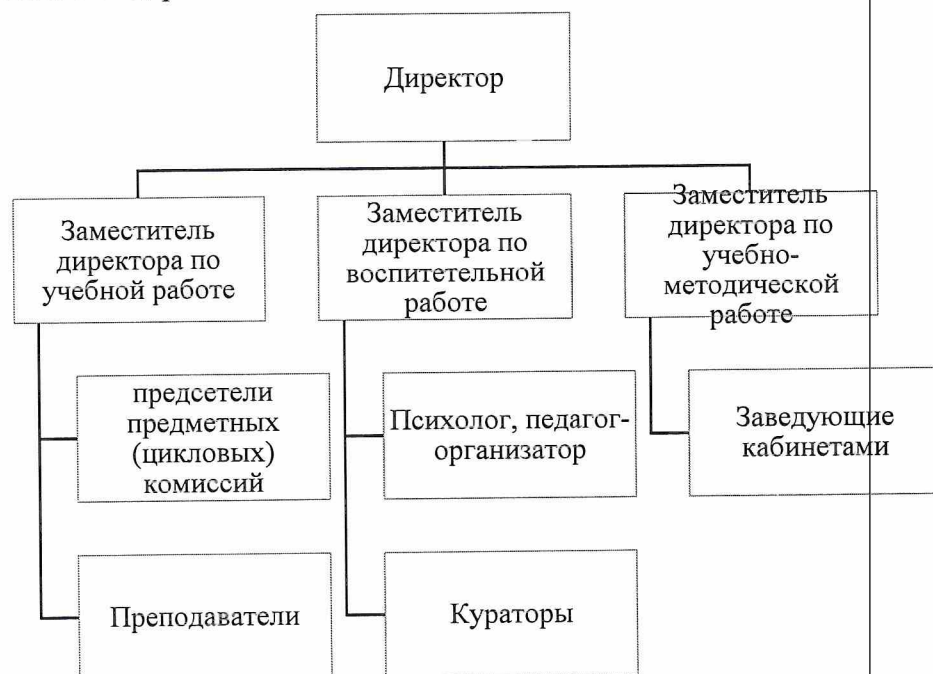 Директор
Заместитель
директора по
учебной работе
Заместитель
директора по
воспитетельной
работе
Заместитель
директора по
учебно-
методической
работе
предсетели
предметных
(цикловых)
комиссий
Психолог, педагог-
организатор
Заведующие
кабинетами
Преподаватели
Кураторы